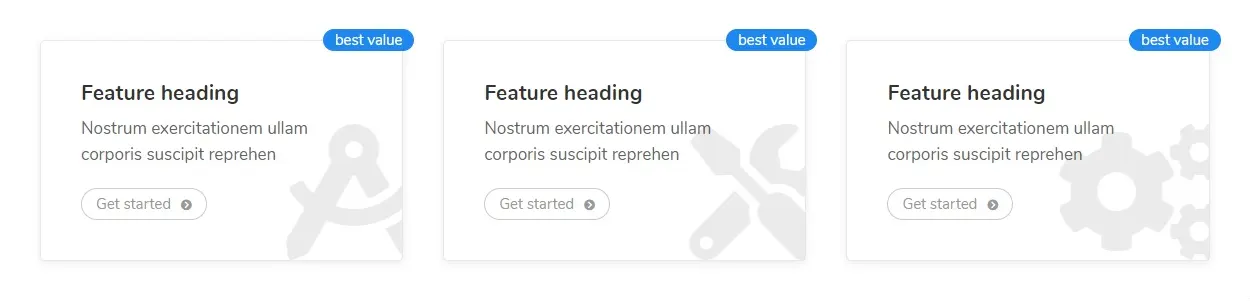 best value
Feature heading
Nostrum exercitationem ullam
corporis suscipit reprehen
Get started
best value
Feature heading
Nostrum exercitationem ullam
corporis suscipit reprehen
Get started
best value
Feature heading
Nostrum exercitationem ullam
corporis suscipit reprehen
Get started